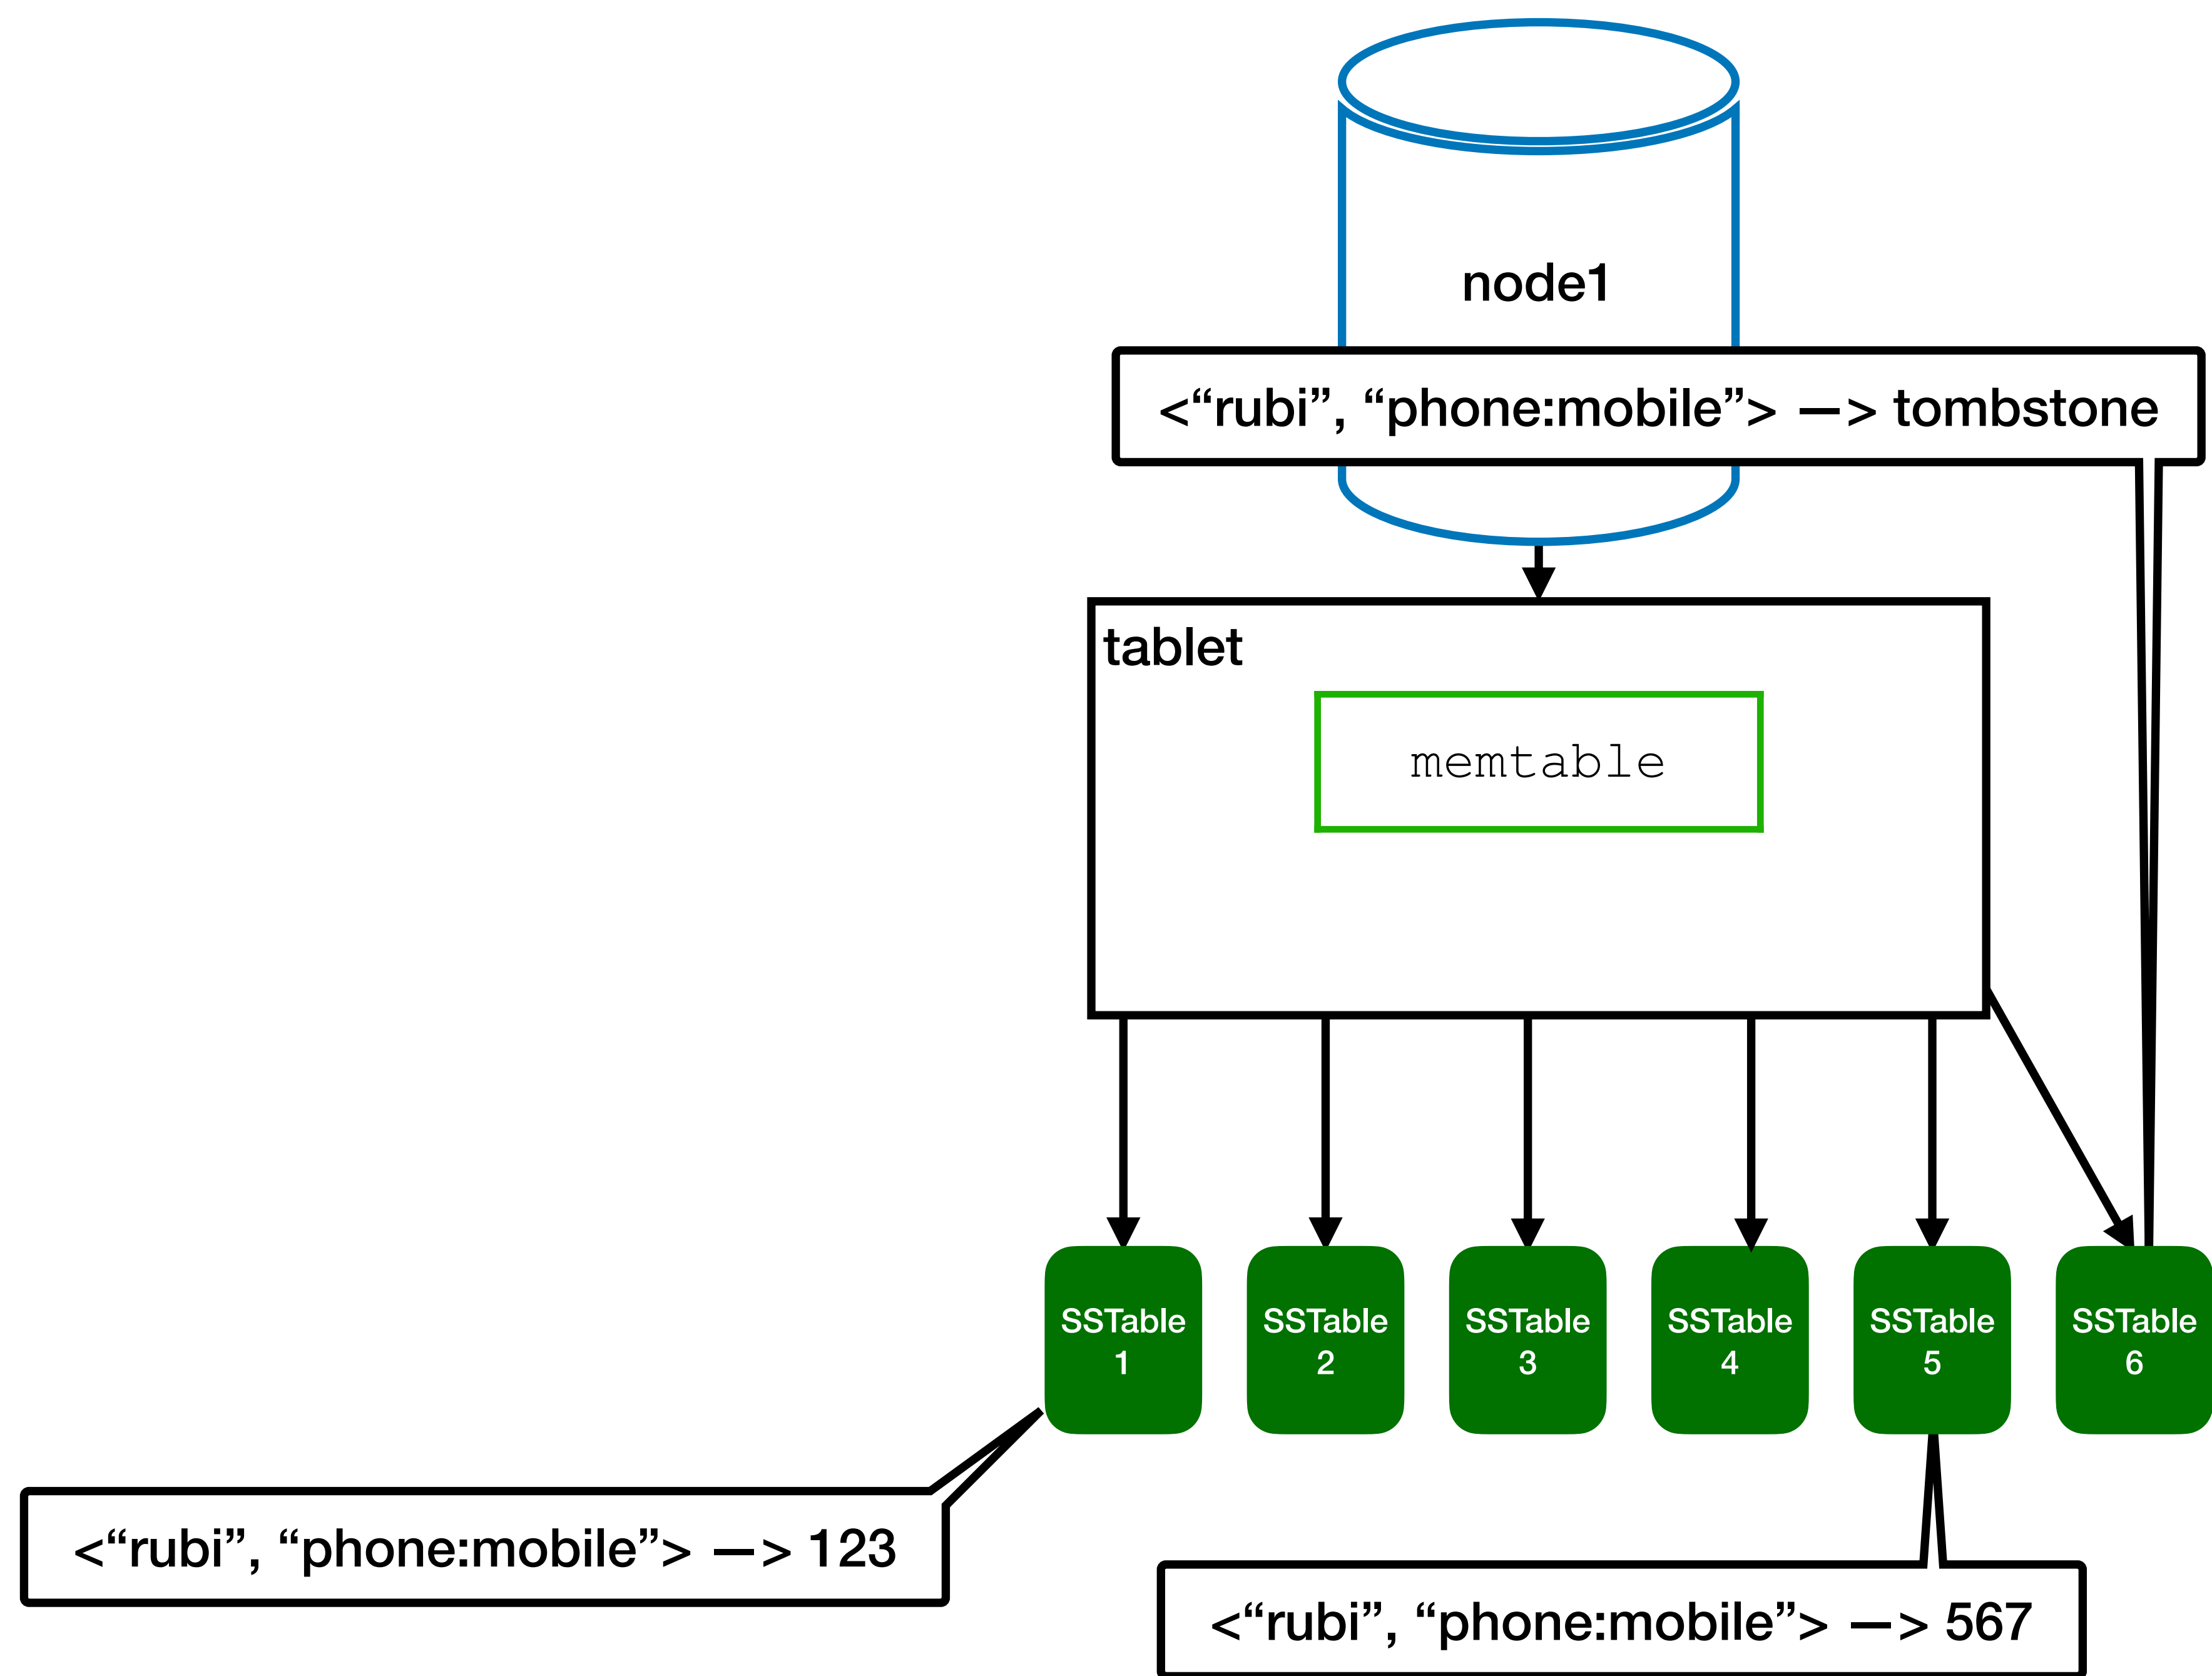 node1
<“rubi”, “phone:mobile”> —> tombstone
tablet
memtable
SSTable
1
SSTable
2
SSTable
3
SSTable
4
SSTable
5
SSTable
6
<“rubi”, “phone:mobile”> —> 123
<“rubi”, “phone:mobile”> —> 567